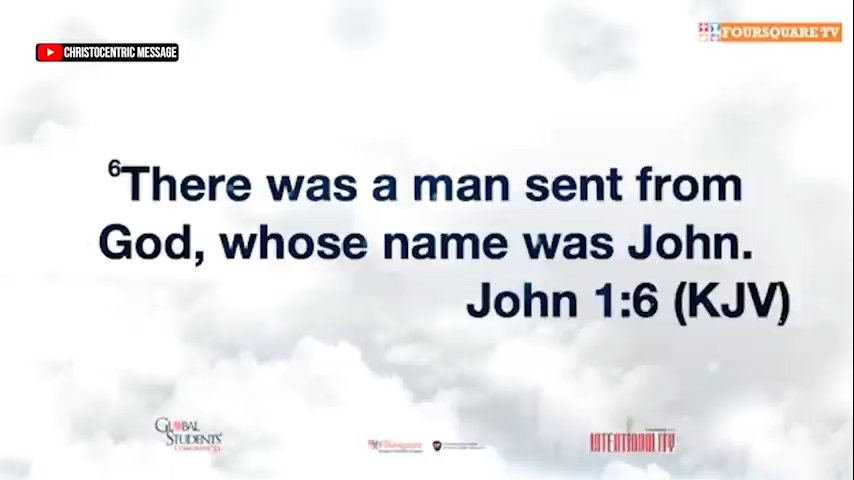 CHRISTOCENTRIC MESSAGE
FOURSQUARE TV
6There was a man sent from
God, whose name was John.
John 1:6 (KJV)
GLOBAL
STUDENTS'
Foursquare
INTENTIONALITY